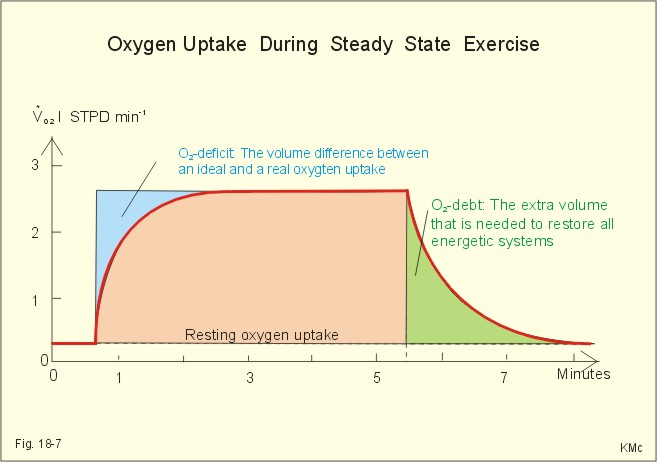 Oxygen Uptake During Steady State Exercise
V̇o₂ l STPD min⁻¹
O₂-deficit: The volume difference between
an ideal and a real oxygten uptake
3
O₂-debt: The extra volume
that is needed to restore all
energetic systems
2
1
Resting oxygen uptake
0
0 1 3 5 7 Minutes
Fig. 18-7
KMc